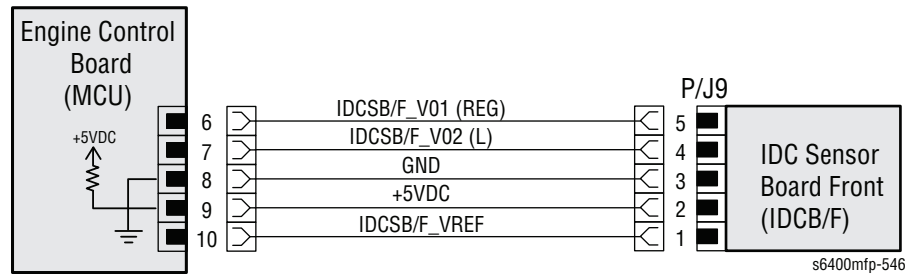 Engine Control
Board
(MCU)
+5VDC
6
7
8
9
10
IDCSB/F_V01 (REG)
IDCSB/F_V02 (L)
GND
+5VDC
IDCSB/F_VREF
P/J9
5
4
3
2
1
IDC Sensor
Board Front
(IDCB/F)
s6400mfp-546